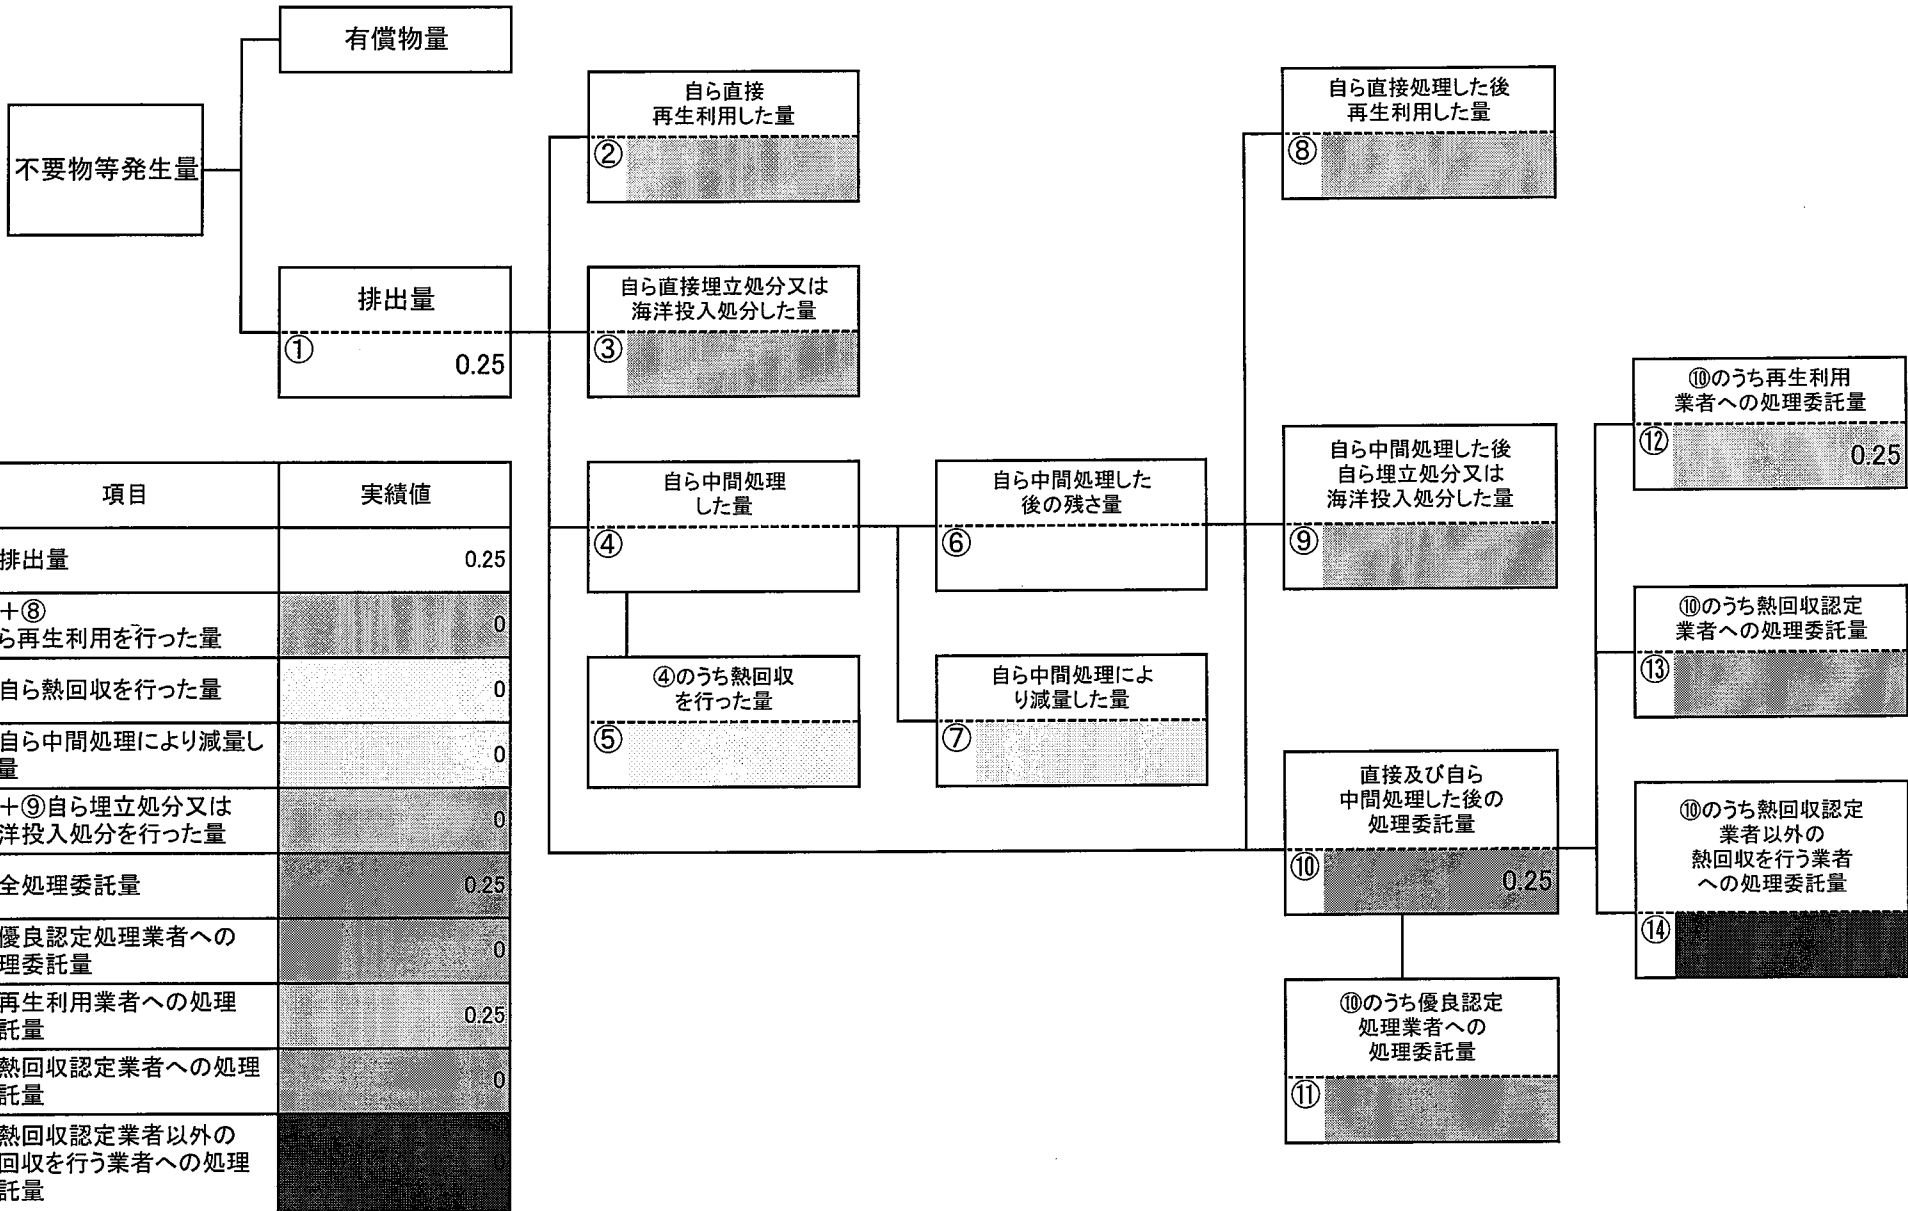 有償物量
不要物等発生量
排出量
①
0.25
自ら直接
再生利用した量
②
自ら直接埋立処分又は
海洋投入処分した量
③
自ら中間処理
した量
④
④のうち熱回収
を行った量
⑤
自ら中間処理した
後の残さ量
⑥
自ら中間処理によ
り減量した量
⑦
自ら直接処理した後
再生利用した量
⑧
自ら中間処理した後
自ら埋立処分又は
海洋投入処分した量
⑨
直接及び自ら
中間処理した後の
処理委託量
⑩
0.25
⑩のうち優良認定
処理業者への
処理委託量
⑪
⑩のうち再生利用
業者への処理委託量
⑫
0.25
⑩のうち熱回収認定
業者への処理委託量
⑬
⑩のうち熱回収認定
業者以外の
熱回収を行う業者
への処理委託量
⑭
項目
実績値
排出量
0.25
+⑧
ら再生利用を行った量
0
自ら熱回収を行った量
0
自ら中間処理により減量し
量
0
+⑨自ら埋立処分又は
洋投入処分を行った量
0
全処理委託量
0.25
優良認定処理業者への
理委託量
0
再生利用業者への処理
託量
0.25
熱回収認定業者への処理
託量
0
熱回収認定業者以外の
回収を行う業者への処理
託量
0